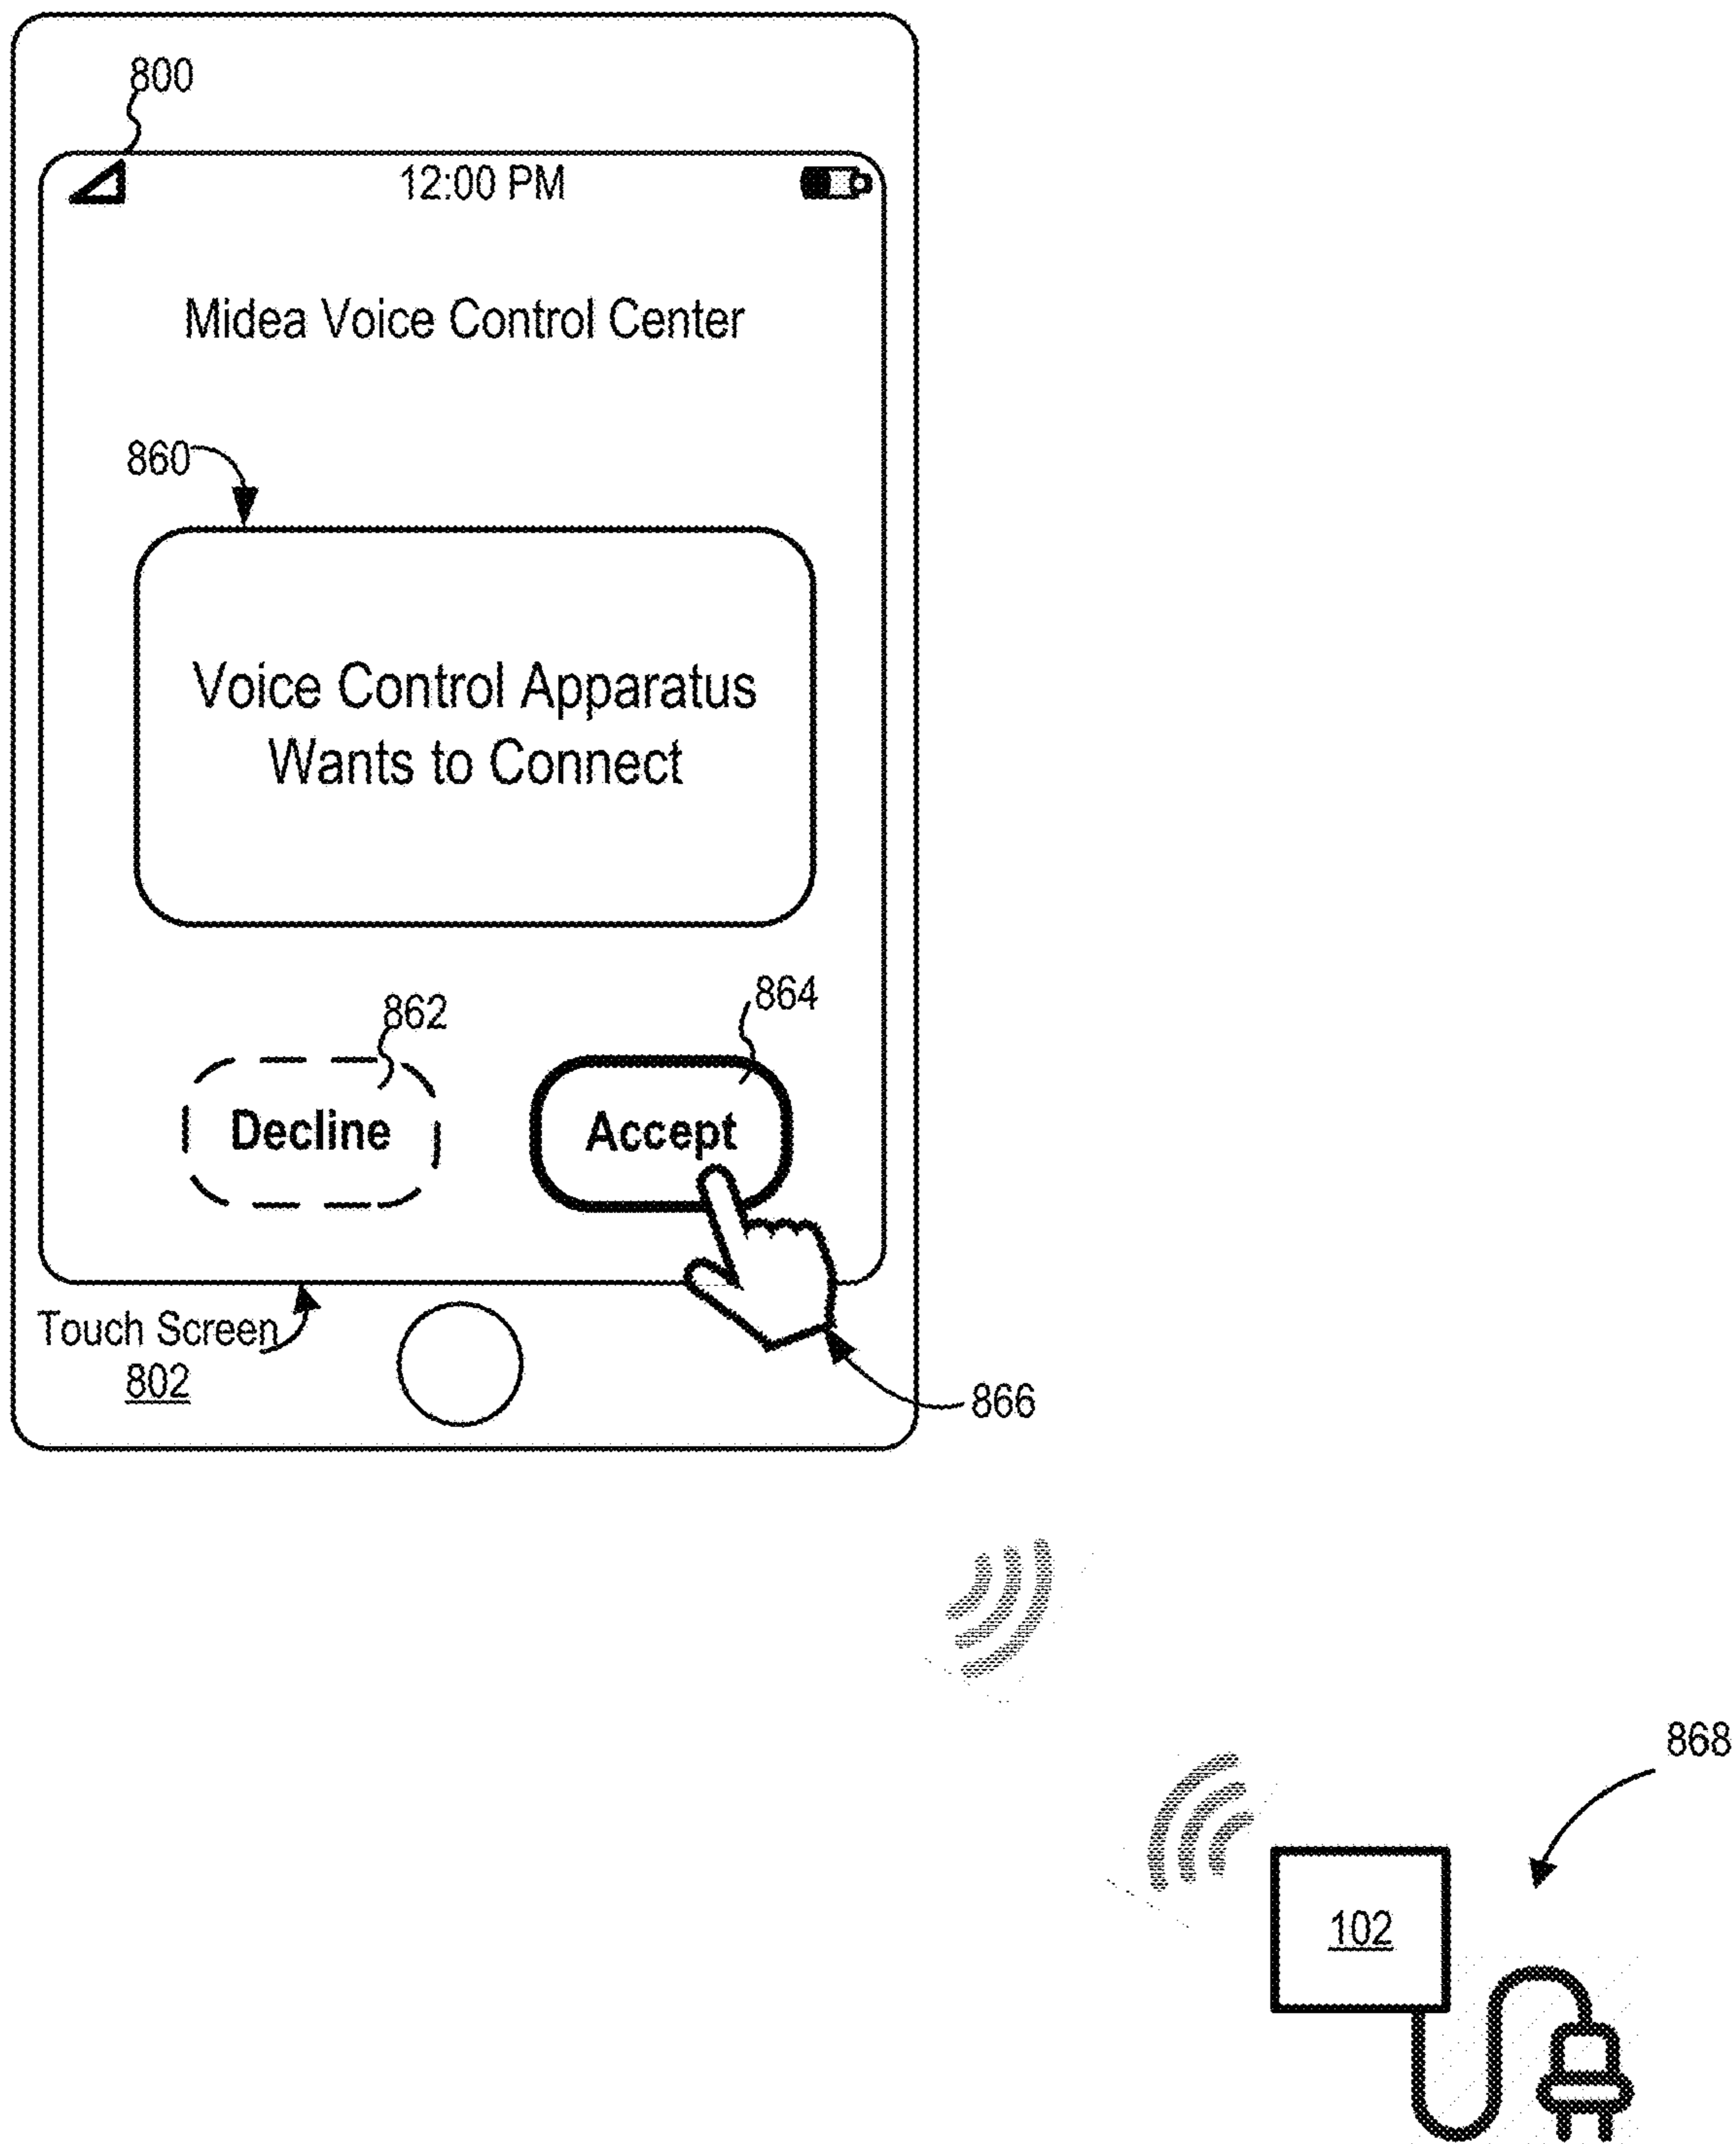 800
12:00 PM
Midea Voice Control Center
860
Voice Control Apparatus
Wants to Connect
862
864
Decline
Accept
Touch Screen
802
866
868
102